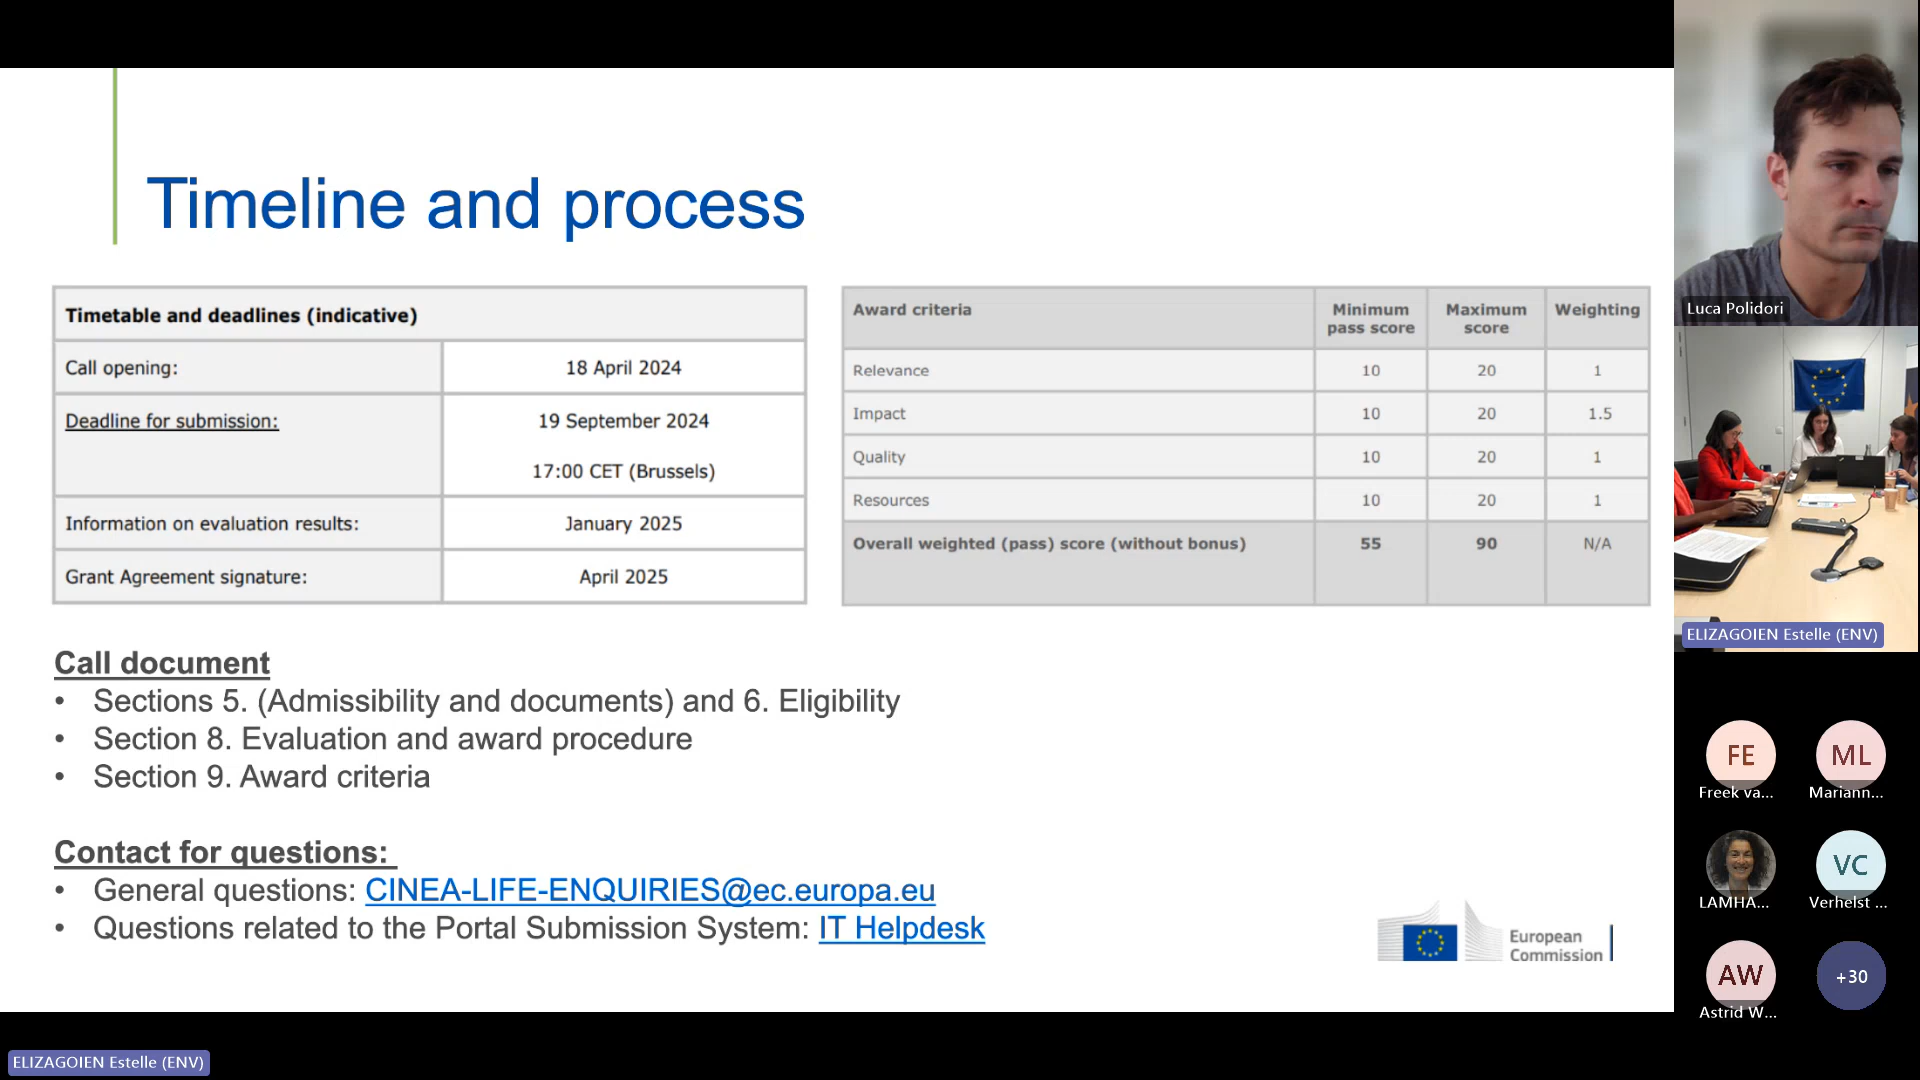 Timeline and process
Timetable and deadlines (indicative)
Call opening: 18 April 2024
Deadline for submission: 19 September 2024
17:00 CET (Brussels)
Information on evaluation results: January 2025
Grant Agreement signature: April 2025
Award criteria Minimum pass score Maximum score Weighting
Relevance 10 20 1
Impact 10 20 1.5
Quality 10 20 1
Resources 10 20 1
Overall weighted (pass) score (without bonus) 55 90 N/A
Call document
• Sections 5. (Admissibility and documents) and 6. Eligibility
• Section 8. Evaluation and award procedure
• Section 9. Award criteria
Contact for questions:
• General questions: CINEA-LIFE-ENQUIRIES@ec.europa.eu
• Questions related to the Portal Submission System: IT Helpdesk
European
Commission
Luca Polidori
ELIZAGOIEN Estelle (ENV)
FE ML
Freek va... Mariann...
VC
LAMHA... Verhelst ...
AW +30
Astrid W...
ELIZAGOIEN Estelle (ENV)